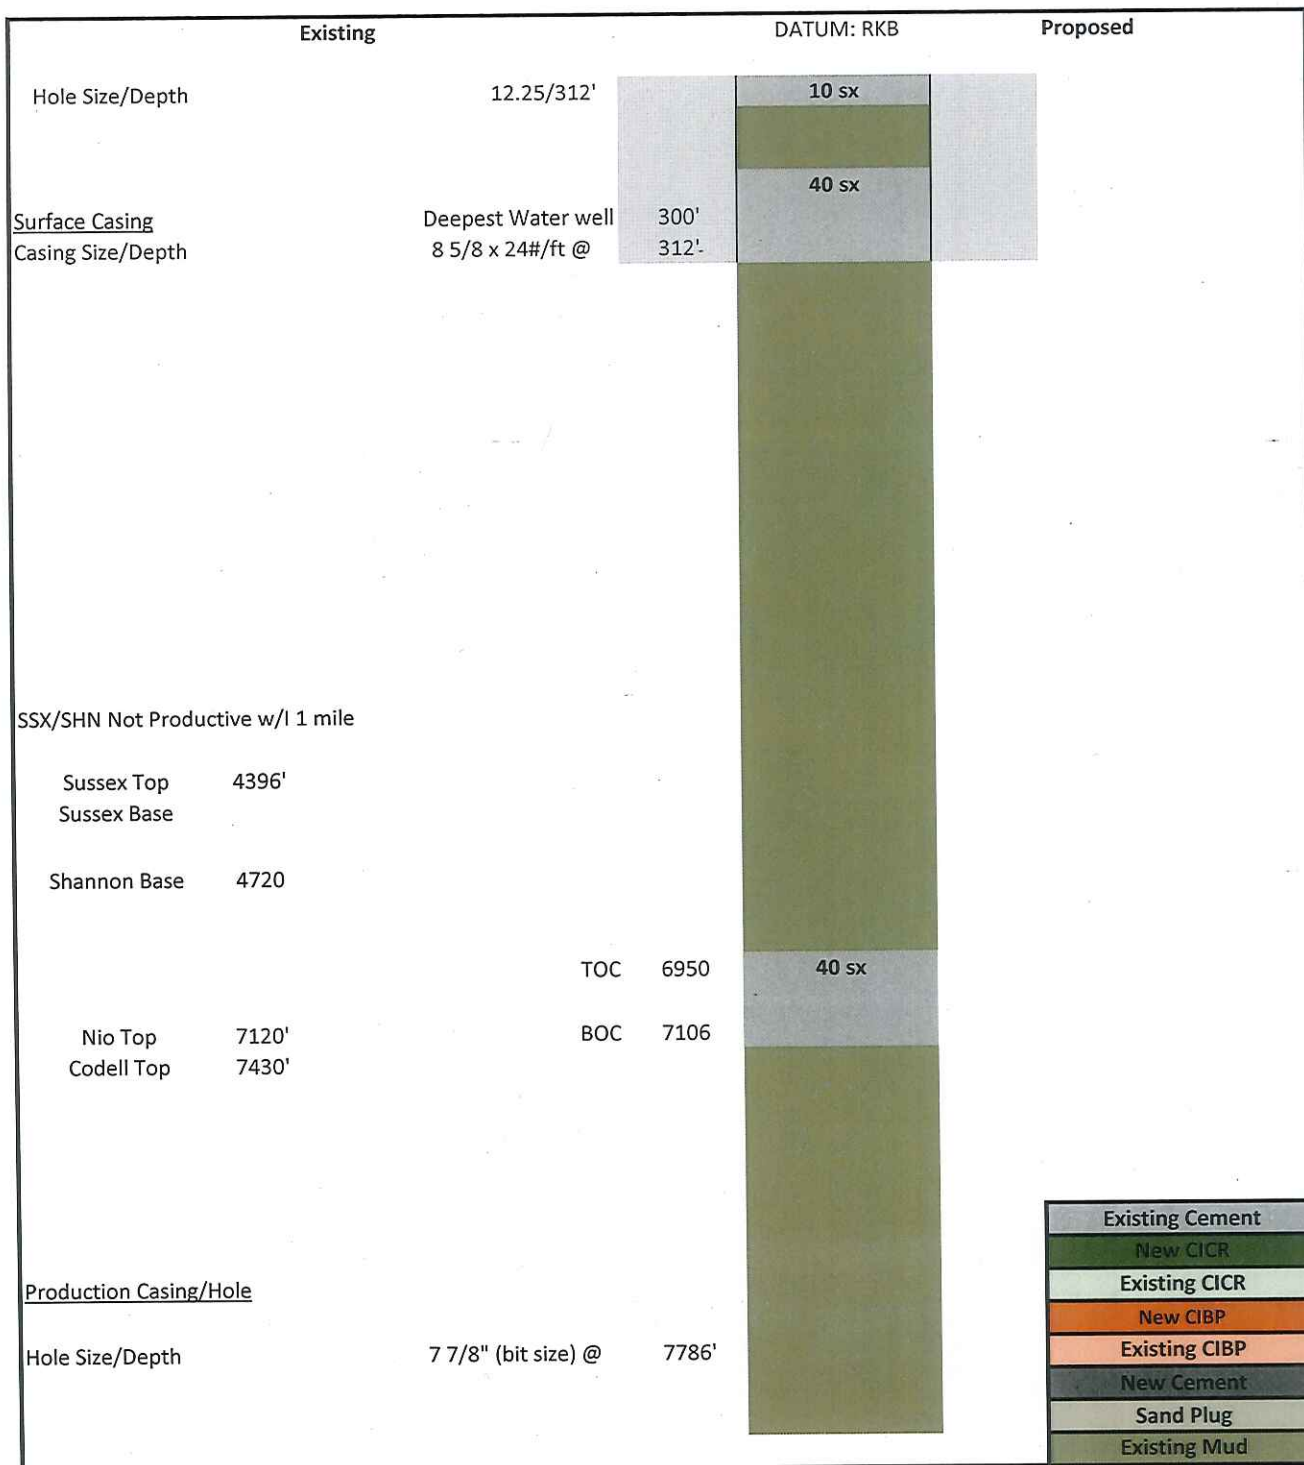 Existing DATUM: RKB Proposed
Hole Size/Depth 12.25/312' 10 sx
40 sx
Surface Casing Deepest Water well 300'
Casing Size/Depth 8 5/8 x 24#/ft @ 312'
SSX/SHN Not Productive w/I 1 mile
Sussex Top 4396'
Sussex Base
Shannon Base 4720
TOC 6950 40 sx
Nio Top 7120' BOC 7106
Codell Top 7430'
Production Casing/Hole
Hole Size/Depth 7 7/8" (bit size) @ 7786'
Existing Cement
New CICR
Existing CICR
New CIBP
Existing CIBP
New Cement
Sand Plug
Existing Mud